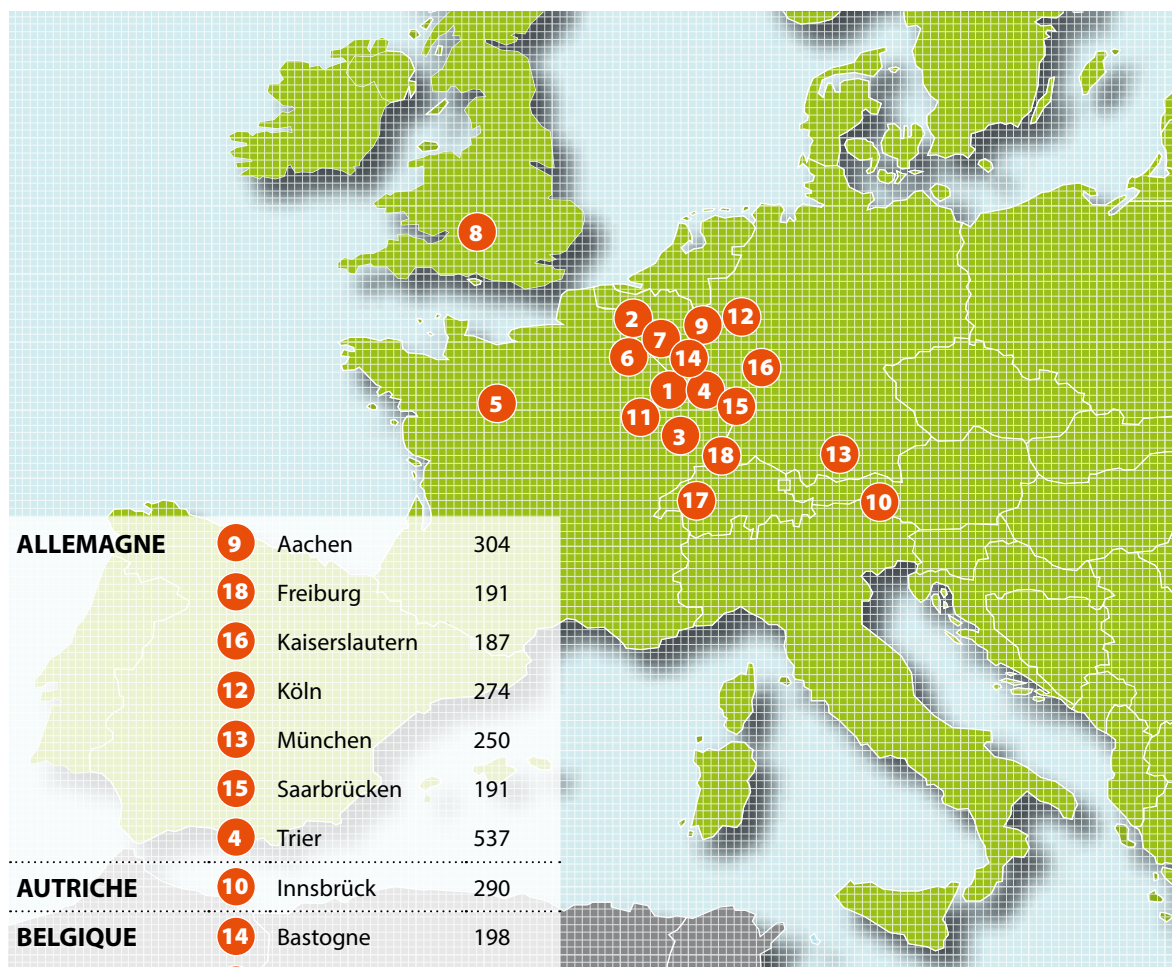 8
2
9
12
7
6
14
16
1
4
5
15
11
3
18
13
17
10
ALLEMAGNE 9 Aachen 304
18 Freiburg 191
16 Kaiserslautern 187
12 Köln 274
13 München 250
15 Saarbrücken 191
4 Trier 537
AUTRICHE 10 Innsbrück 290
BELGIQUE 14 Bastogne 198